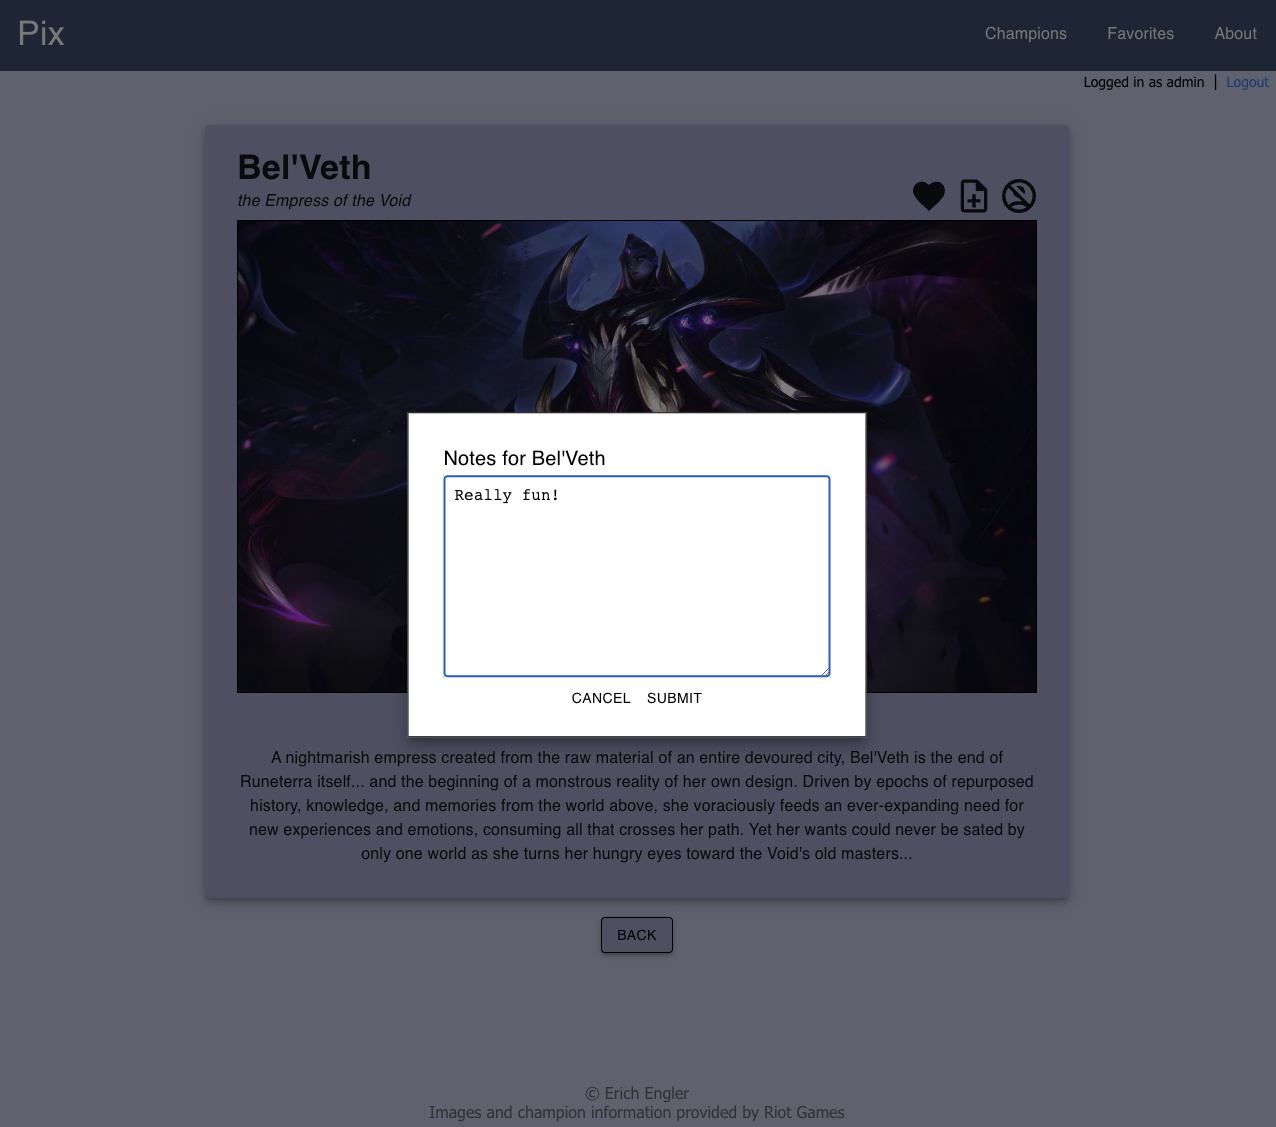 Pix
Champions Favorites About
Logged in as admin | Logout
Bel'Veth
the Empress of the Void
Notes for Bel'Veth
Really fun!
CANCEL SUBMIT
A nightmarish empress created from the raw material of an entire devoured city, Bel'Veth is the end of
Runeterra itself... and the beginning of a monstrous reality of her own design. Driven by epochs of repurposed
history, knowledge, and memories from the world above, she voraciously feeds an ever-expanding need for
new experiences and emotions, consuming all that crosses her path. Yet her wants could never be sated by
only one world as she turns her hungry eyes toward the Void's old masters...
BACK
© Erich Engler
Images and champion information provided by Riot Games